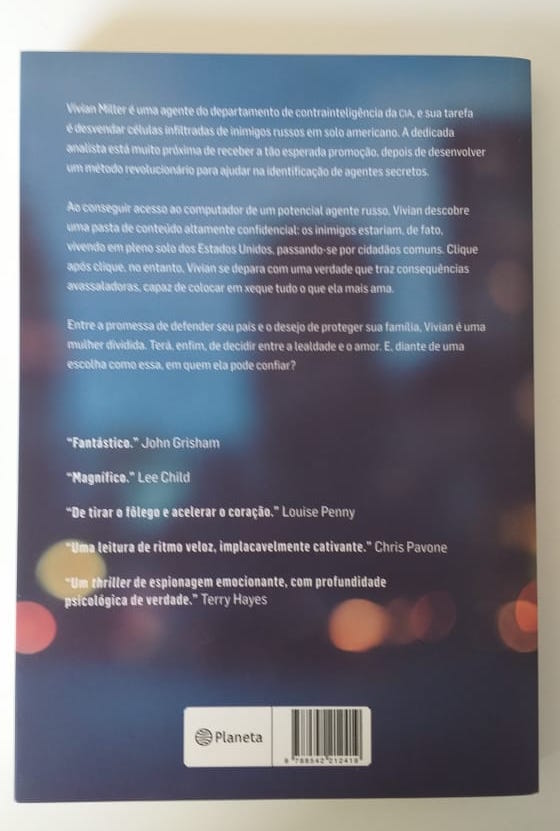 Vivian Miller é uma agente do departamento de contrainteligência da CIA, e sua tarefa
é desvendar células infiltradas de inimigos russos em solo americano. A dedicada
analista está muito próxima de receber a tão esperada promoção, depois de desenvolver
um método revolucionário para ajudar na identificação de agentes secretos.
Ao conseguir acesso ao computador de um potencial agente russo, Vivian descobre
uma pasta de conteúdo altamente confidencial: os inimigos estariam, de fato,
vivendo em pleno solo dos Estados Unidos, passando-se por cidadãos comuns. Clique
após clique, no entanto, Vivian se depara com uma verdade que traz consequências
avassaladoras, capaz de colocar em xeque tudo o que ela mais ama.
Entre a promessa de defender seu país e o desejo de proteger sua família, Vivian é uma
mulher dividida. Terá, enfim, de decidir entre a lealdade e o amor. E, diante de uma
escolha como essa, em quem ela pode confiar?
"Fantástico." John Grisham
"Magnífico." Lee Child
"De tirar o fôlego e acelerar o coração." Louise Penny
"Uma leitura de ritmo veloz, implacavelmente cativante." Chris Pavone
"Um thriller de espionagem emocionante, com profundidade
psicológica de verdade." Terry Hayes
Planeta
9 788542 212419